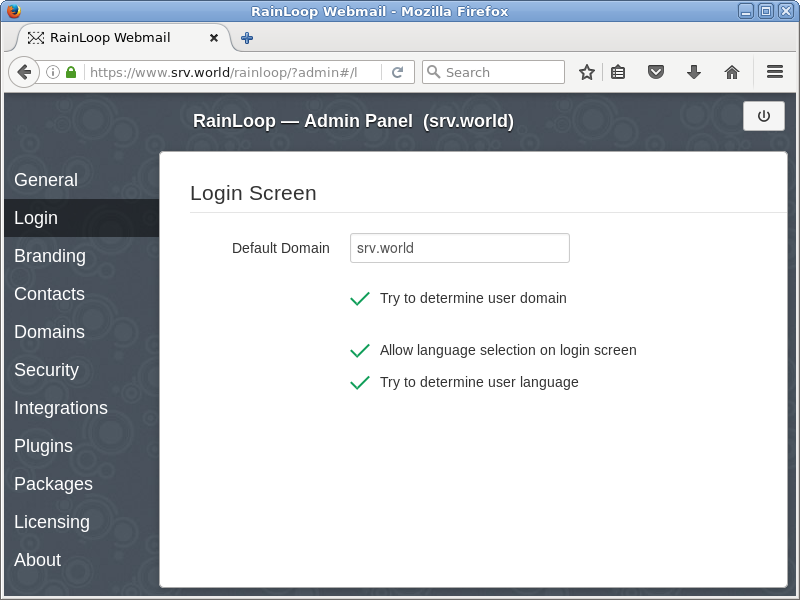 RainLoop Webmail - Mozilla Firefox
RainLoop Webmail
https://www.srv.world/rainloop/?admin#/l
Search
RainLoop — Admin Panel (srv.world)
General
Login
Branding
Contacts
Domains
Security
Integrations
Plugins
Packages
Licensing
About
Login Screen
Default Domain srv.world
Try to determine user domain
Allow language selection on login screen
Try to determine user language